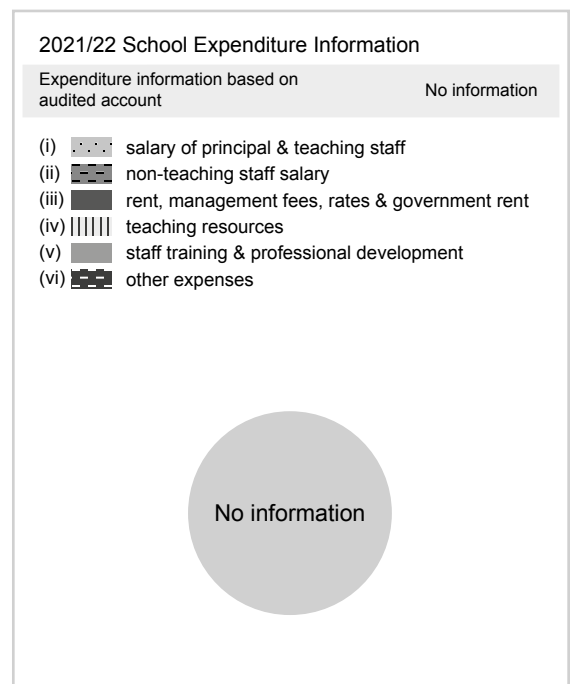 2021/22 School Expenditure Information
Expenditure information based on
audited account
No information
(i) salary of principal & teaching staff
(ii) non-teaching staff salary
(iii) rent, management fees, rates & government rent
(iv) teaching resources
(v) staff training & professional development
(vi) other expenses
No information